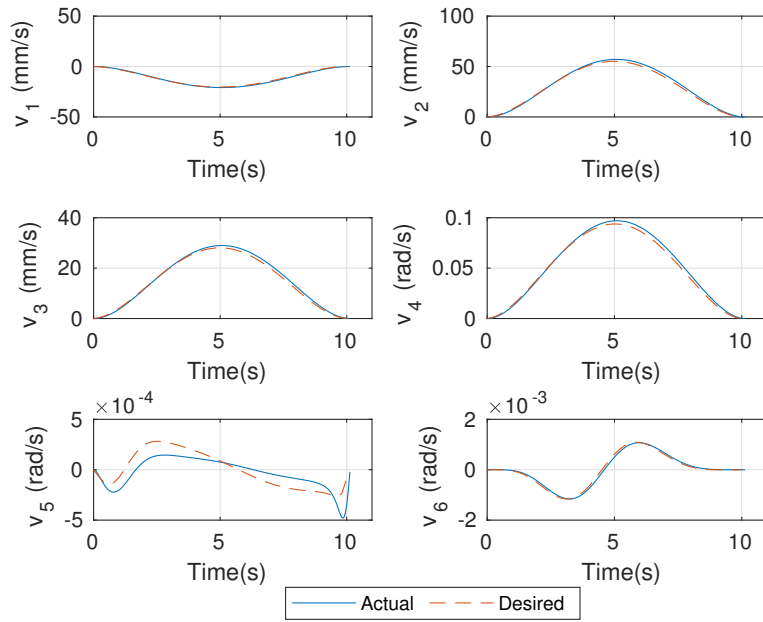 50
0
-50
v1 (mm/s)
0 5 10
Time(s)
100
50
0
v2 (mm/s)
0 5 10
Time(s)
40
20
0
v3 (mm/s)
0 5 10
Time(s)
0.1
0.05
0
v4 (rad/s)
0 5 10
Time(s)
× 10-4
5
0
-5
v5 (rad/s)
0 5 10
Time(s)
× 10-3
2
0
-2
v6 (rad/s)
0 5 10
Time(s)
Actual Desired